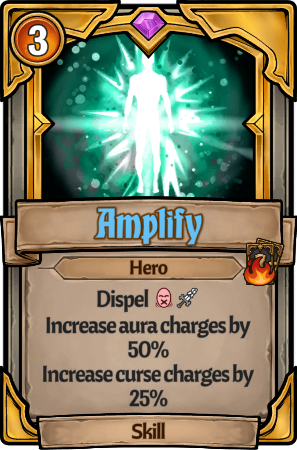 3
Amplify
Hero
Dispel
Increase aura charges by
50%
Increase curse charges by
25%
Skill